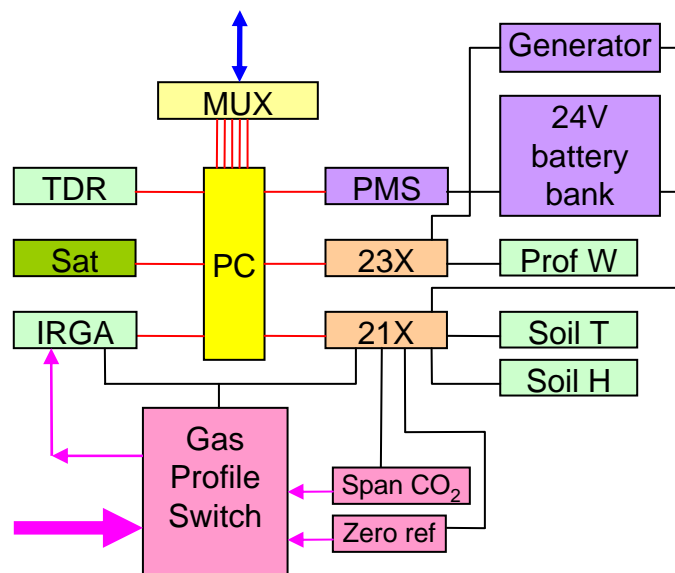 Generator
MUX
24V
battery
bank
TDR
PMS
Sat
PC
23X
Prof W
IRGA
21X
Soil T
Soil H
Gas
Profile
Switch
Span CO₂
Zero ref